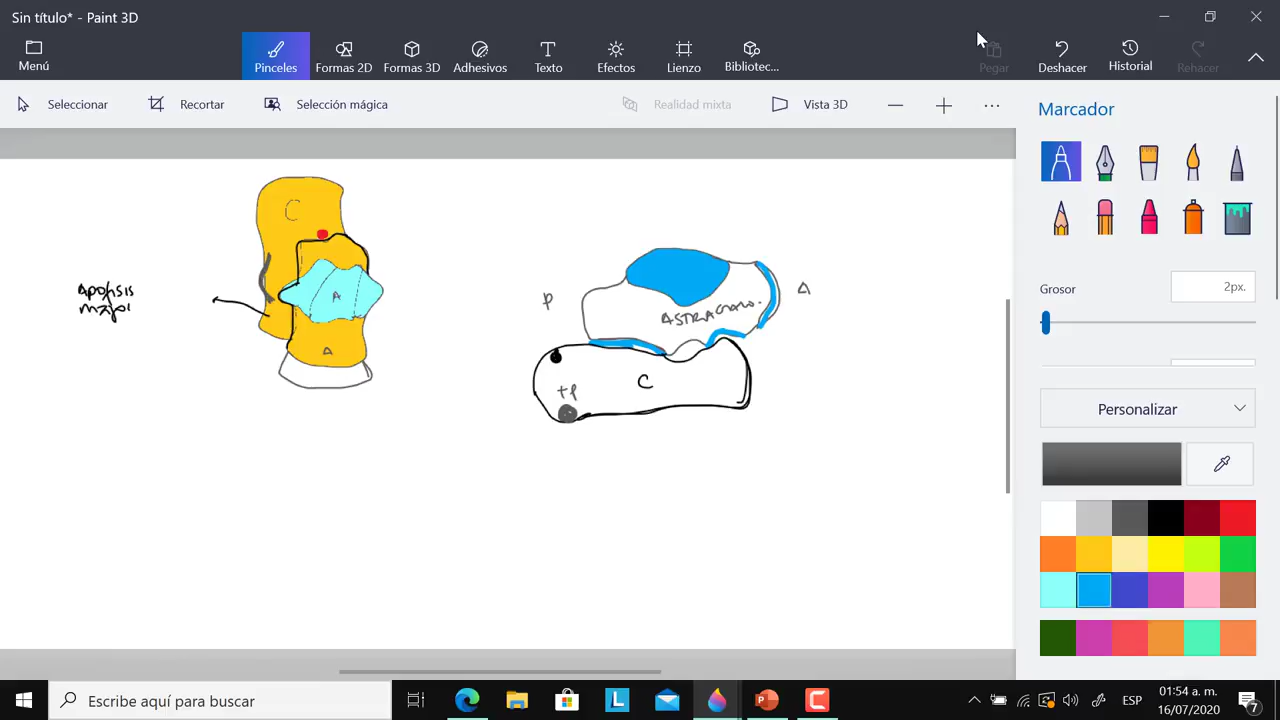 Sin título* - Paint 3D
Menú
Pinceles
Formas 2D
Formas 3D
Adhesivos
Texto
Efectos
Lienzo
Bibliotec...
Pegar
Deshacer
Historial
Rehacer
Seleccionar
Recortar
Selección mágica
Realidad mixta
Vista 3D
Marcador
Grosor
2px.
Personalizar
C
A
A
Apofisis
mayor
P
A
ASTRAGALO.
C
TP
Escribe aquí para buscar
L
ESP
01:54 a. m.
16/07/2020
7